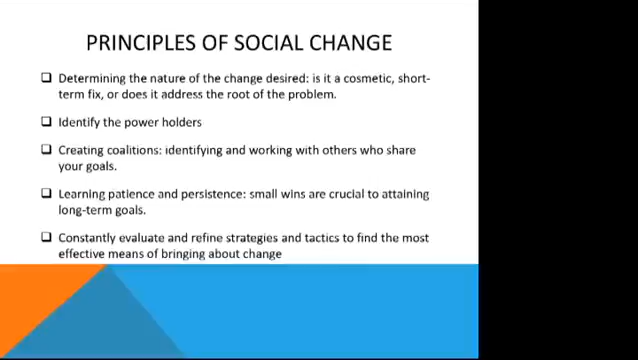 PRINCIPLES OF SOCIAL CHANGE
Determining the nature of the change desired: is it a cosmetic, short-
term fix, or does it address the root of the problem.
Identify the power holders
Creating coalitions: identifying and working with others who share
your goals.
Learning patience and persistence: small wins are crucial to attaining
long-term goals.
Constantly evaluate and refine strategies and tactics to find the most
effective means of bringing about change